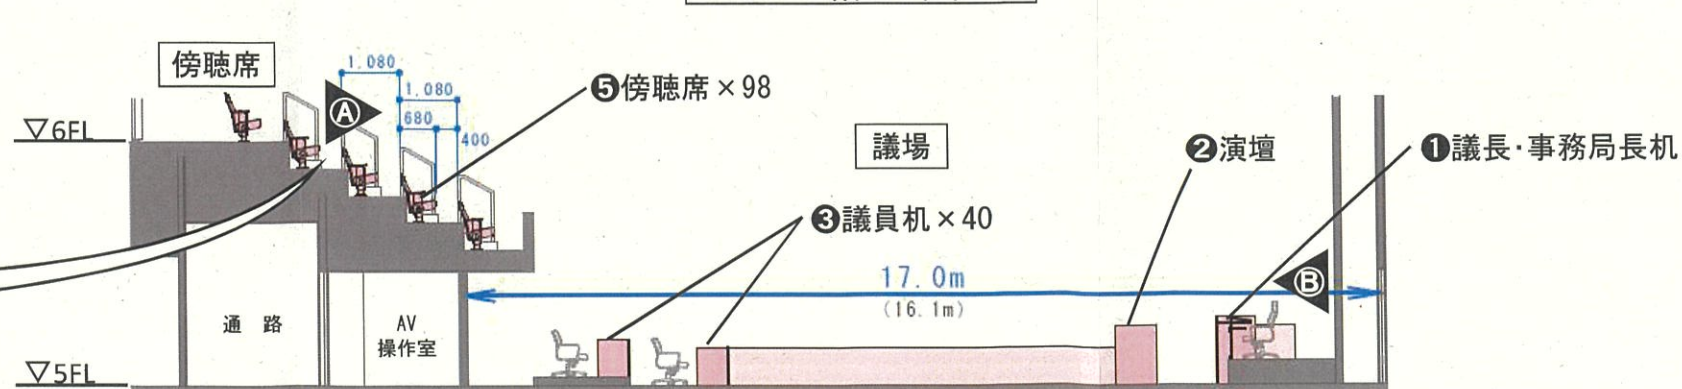 傍聴席
1,080
1,080
680
400
Ⓐ
❺傍聴席×98
▽6FL
議場
❷演壇
❶議長・事務局長机
❸議員机×40
17.0m
(16.1m)
Ⓑ
通 路
AV
操作室
▽5FL